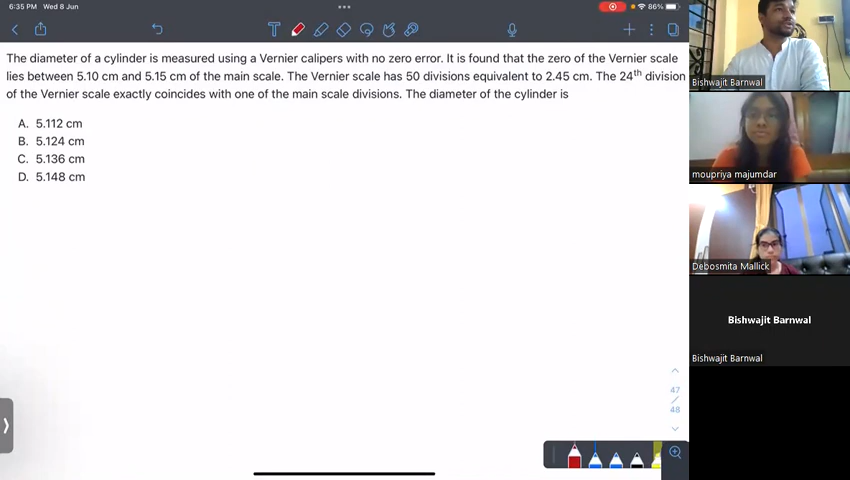 6:35 PM Wed 8 Jun
86%
The diameter of a cylinder is measured using a Vernier calipers with no zero error. It is found that the zero of the Vernier scale
lies between 5.10 cm and 5.15 cm of the main scale. The Vernier scale has 50 divisions equivalent to 2.45 cm. The 24th division
of the Vernier scale exactly coincides with one of the main scale divisions. The diameter of the cylinder is
A. 5.112 cm
B. 5.124 cm
C. 5.136 cm
D. 5.148 cm
47
/
48
Bishwajit Barnwal
moupriya majumdar
Debosmita Mallick
Bishwajit Barnwal
Bishwajit Barnwal